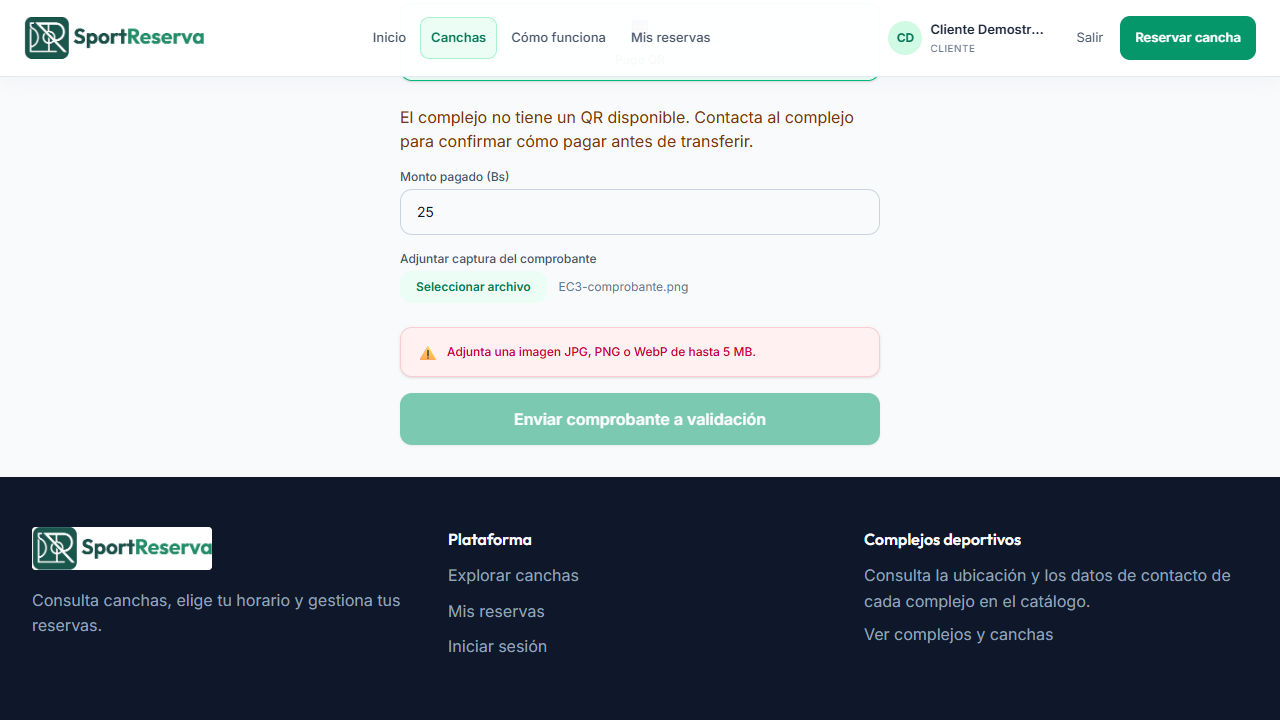 SportReserva
Inicio
Canchas
Cómo funciona
Mis reservas
CD
Cliente Demostr...
CLIENTE
Salir
Reservar cancha
El complejo no tiene un QR disponible. Contacta al complejo
para confirmar cómo pagar antes de transferir.
Monto pagado (Bs)
25
Adjuntar captura del comprobante
Seleccionar archivo
EC3-comprobante.png
Adjunta una imagen JPG, PNG o WebP de hasta 5 MB.
Enviar comprobante a validación
SportReserva
Consulta canchas, elige tu horario y gestiona tus
reservas.
Plataforma
Explorar canchas
Mis reservas
Iniciar sesión
Complejos deportivos
Consulta la ubicación y los datos de contacto de
cada complejo en el catálogo.
Ver complejos y canchas